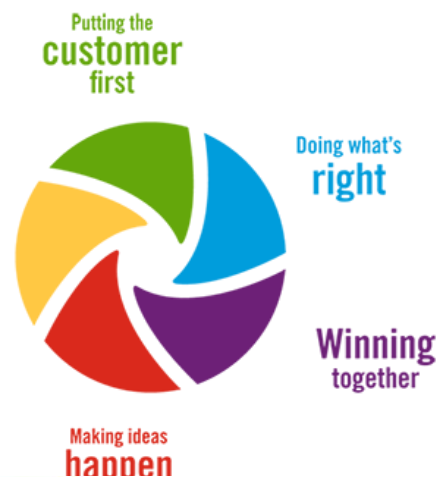 Putting the
customer
first
Doing what's
right
Winning
together
Making ideas
happen